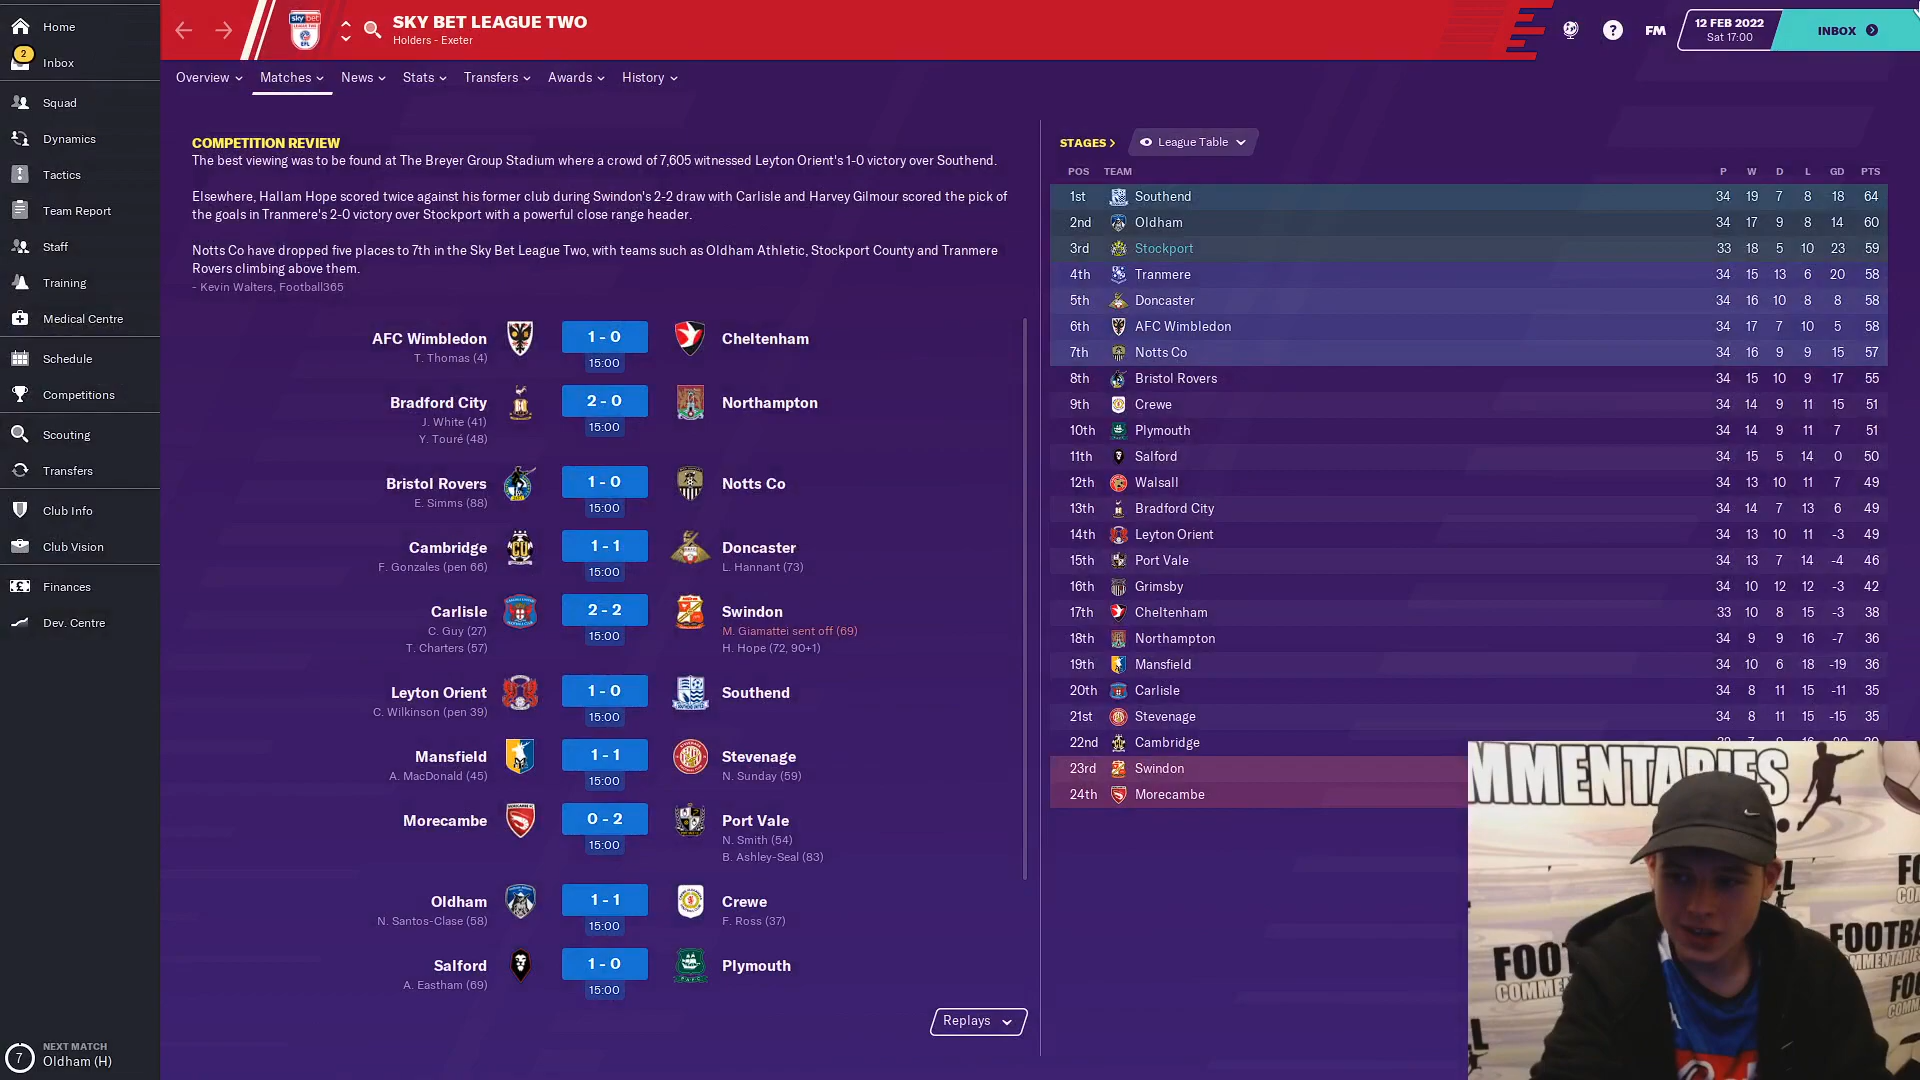 Home
2
Inbox
Squad
Dynamics
Tactics
Team Report
Staff
Training
Medical Centre
Schedule
Competitions
Scouting
Transfers
Club Info
Club Vision
Finances
Dev. Centre
7
NEXT MATCH
Oldham (H)
sky bet
EFL
SKY BET LEAGUE TWO
Holders - Exeter
?
FM
12 FEB 2022
Sat 17:00
INBOX
Overview
Matches
News
Stats
Transfers
Awards
History
COMPETITION REVIEW
The best viewing was to be found at The Breyer Group Stadium where a crowd of 7,605 witnessed Leyton Orient's 1-0 victory over Southend.
Elsewhere, Hallam Hope scored twice against his former club during Swindon's 2-2 draw with Carlisle and Harvey Gilmour scored the pick of
the goals in Tranmere's 2-0 victory over Stockport with a powerful close range header.
Notts Co have dropped five places to 7th in the Sky Bet League Two, with teams such as Oldham Athletic, Stockport County and Tranmere
Rovers climbing above them.
- Kevin Walters, Football365
AFC Wimbledon 1 - 0 Cheltenham
T. Thomas (4) 15:00
Bradford City 2 - 0 Northampton
J. White (41) 15:00
Y. Touré (48)
Bristol Rovers 1 - 0 Notts Co
E. Simms (88) 15:00
Cambridge 1 - 1 Doncaster
F. Gonzales (pen 66) 15:00 L. Hannant (73)
Carlisle 2 - 2 Swindon
C. Guy (27) 15:00 M. Giamattei sent off (69)
T. Charters (57) H. Hope (72, 90+1)
Leyton Orient 1 - 0 Southend
C. Wilkinson (pen 39) 15:00
Mansfield 1 - 1 Stevenage
A. MacDonald (45) 15:00 N. Sunday (59)
Morecambe 0 - 2 Port Vale
15:00 N. Smith (54)
B. Ashley-Seal (83)
Oldham 1 - 1 Crewe
N. Santos-Clase (58) 15:00 F. Ross (37)
Salford 1 - 0 Plymouth
A. Eastham (69) 15:00
Replays
STAGES
League Table
POS TEAM P W D L GD PTS
1st Southend 34 19 7 8 18 64
2nd Oldham 34 17 9 8 14 60
3rd Stockport 33 18 5 10 23 59
4th Tranmere 34 15 13 6 20 58
5th Doncaster 34 16 10 8 8 58
6th AFC Wimbledon 34 17 7 10 5 58
7th Notts Co 34 16 9 9 15 57
8th Bristol Rovers 34 15 10 9 17 55
9th Crewe 34 14 9 11 15 51
10th Plymouth 34 14 9 11 7 51
11th Salford 34 15 5 14 0 50
12th Walsall 34 13 10 11 7 49
13th Bradford City 34 14 7 13 6 49
14th Leyton Orient 34 13 10 11 -3 49
15th Port Vale 34 13 7 14 -4 46
16th Grimsby 34 10 12 12 -3 42
17th Cheltenham 33 10 8 15 -3 38
18th Northampton 34 9 9 16 -7 36
19th Mansfield 34 10 6 18 -19 36
20th Carlisle 34 8 11 15 -11 35
21st Stevenage 34 8 11 15 -15 35
22nd Cambridge
23rd Swindon
24th Morecambe
MMENTARIES
FOOT
COMME
FOOTBA
COMMENTARIES